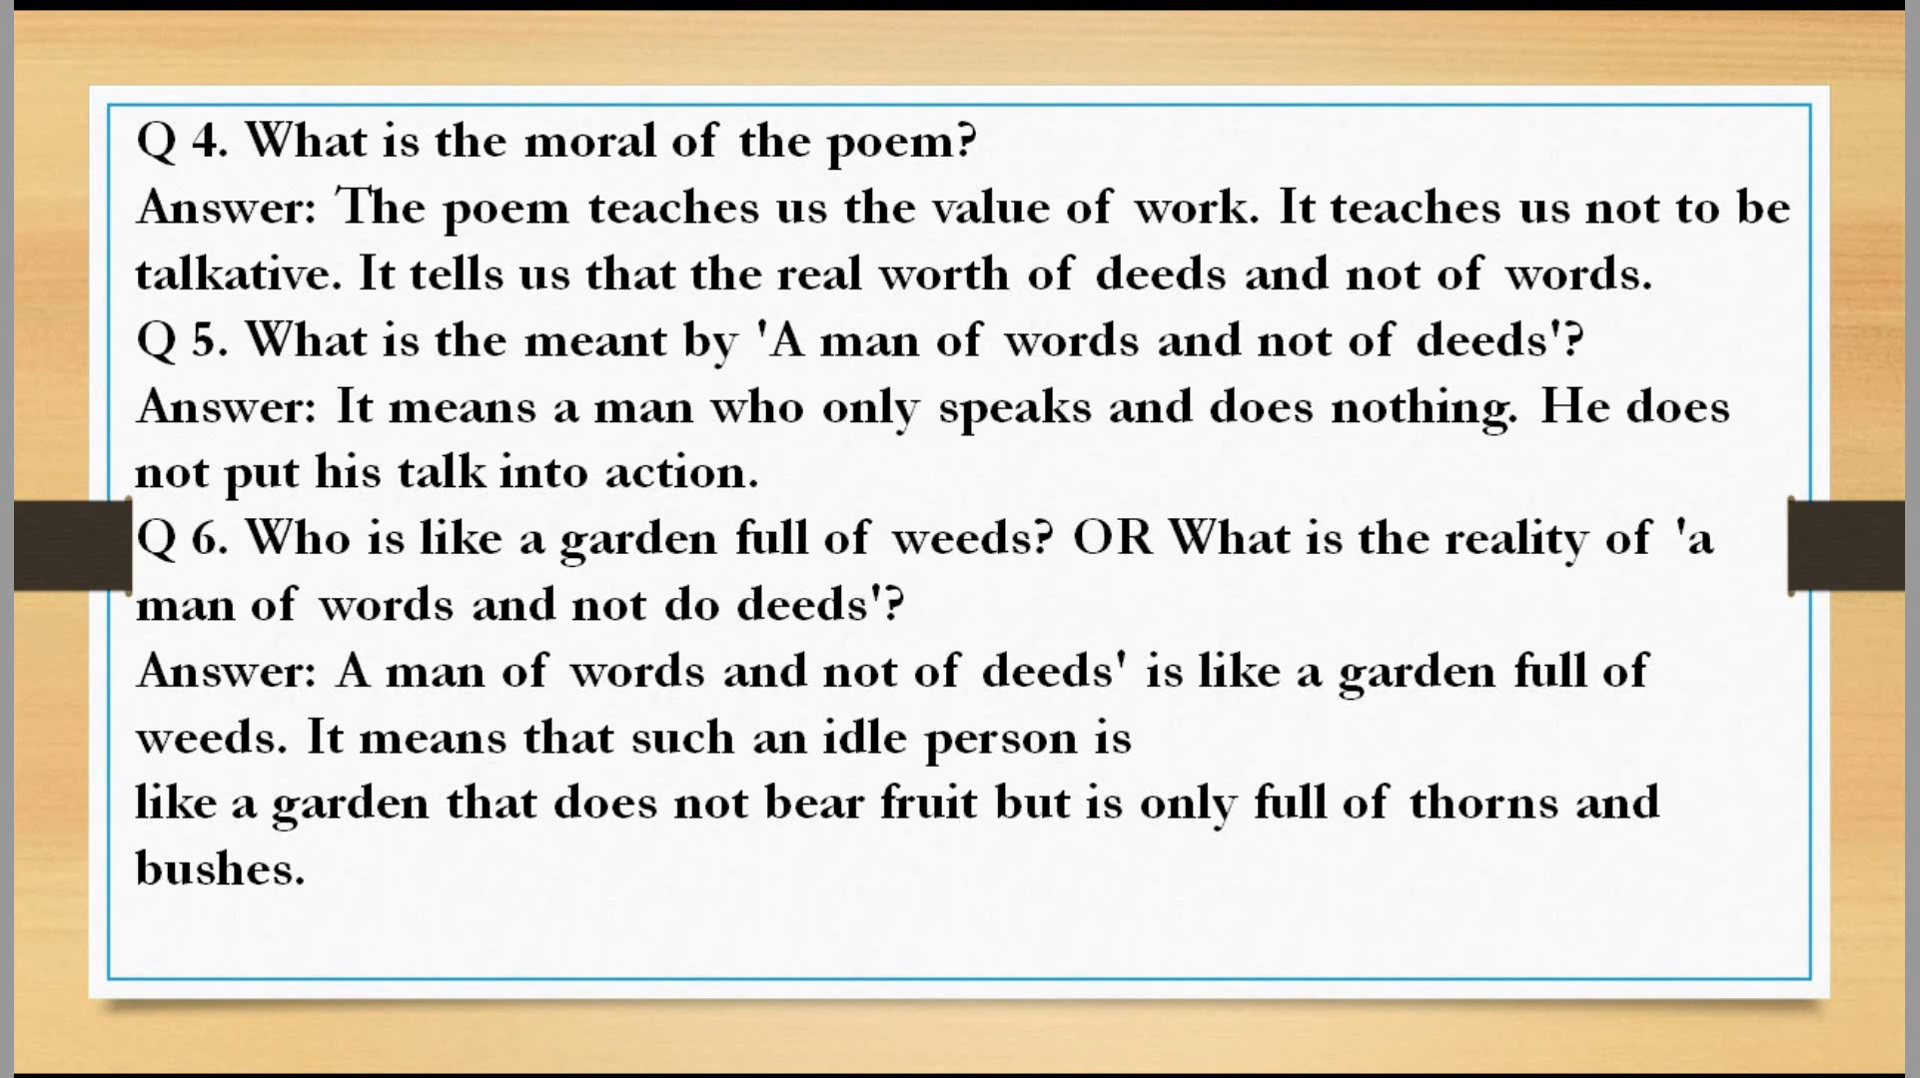 Q 4. What is the moral of the poem?
Answer: The poem teaches us the value of work. It teaches us not to be
talkative. It tells us that the real worth of deeds and not of words.
Q 5. What is the meant by 'A man of words and not of deeds'?
Answer: It means a man who only speaks and does nothing. He does
not put his talk into action.
Q 6. Who is like a garden full of weeds? OR What is the reality of 'a
man of words and not do deeds'?
Answer: A man of words and not of deeds' is like a garden full of
weeds. It means that such an idle person is
like a garden that does not bear fruit but is only full of thorns and
bushes.